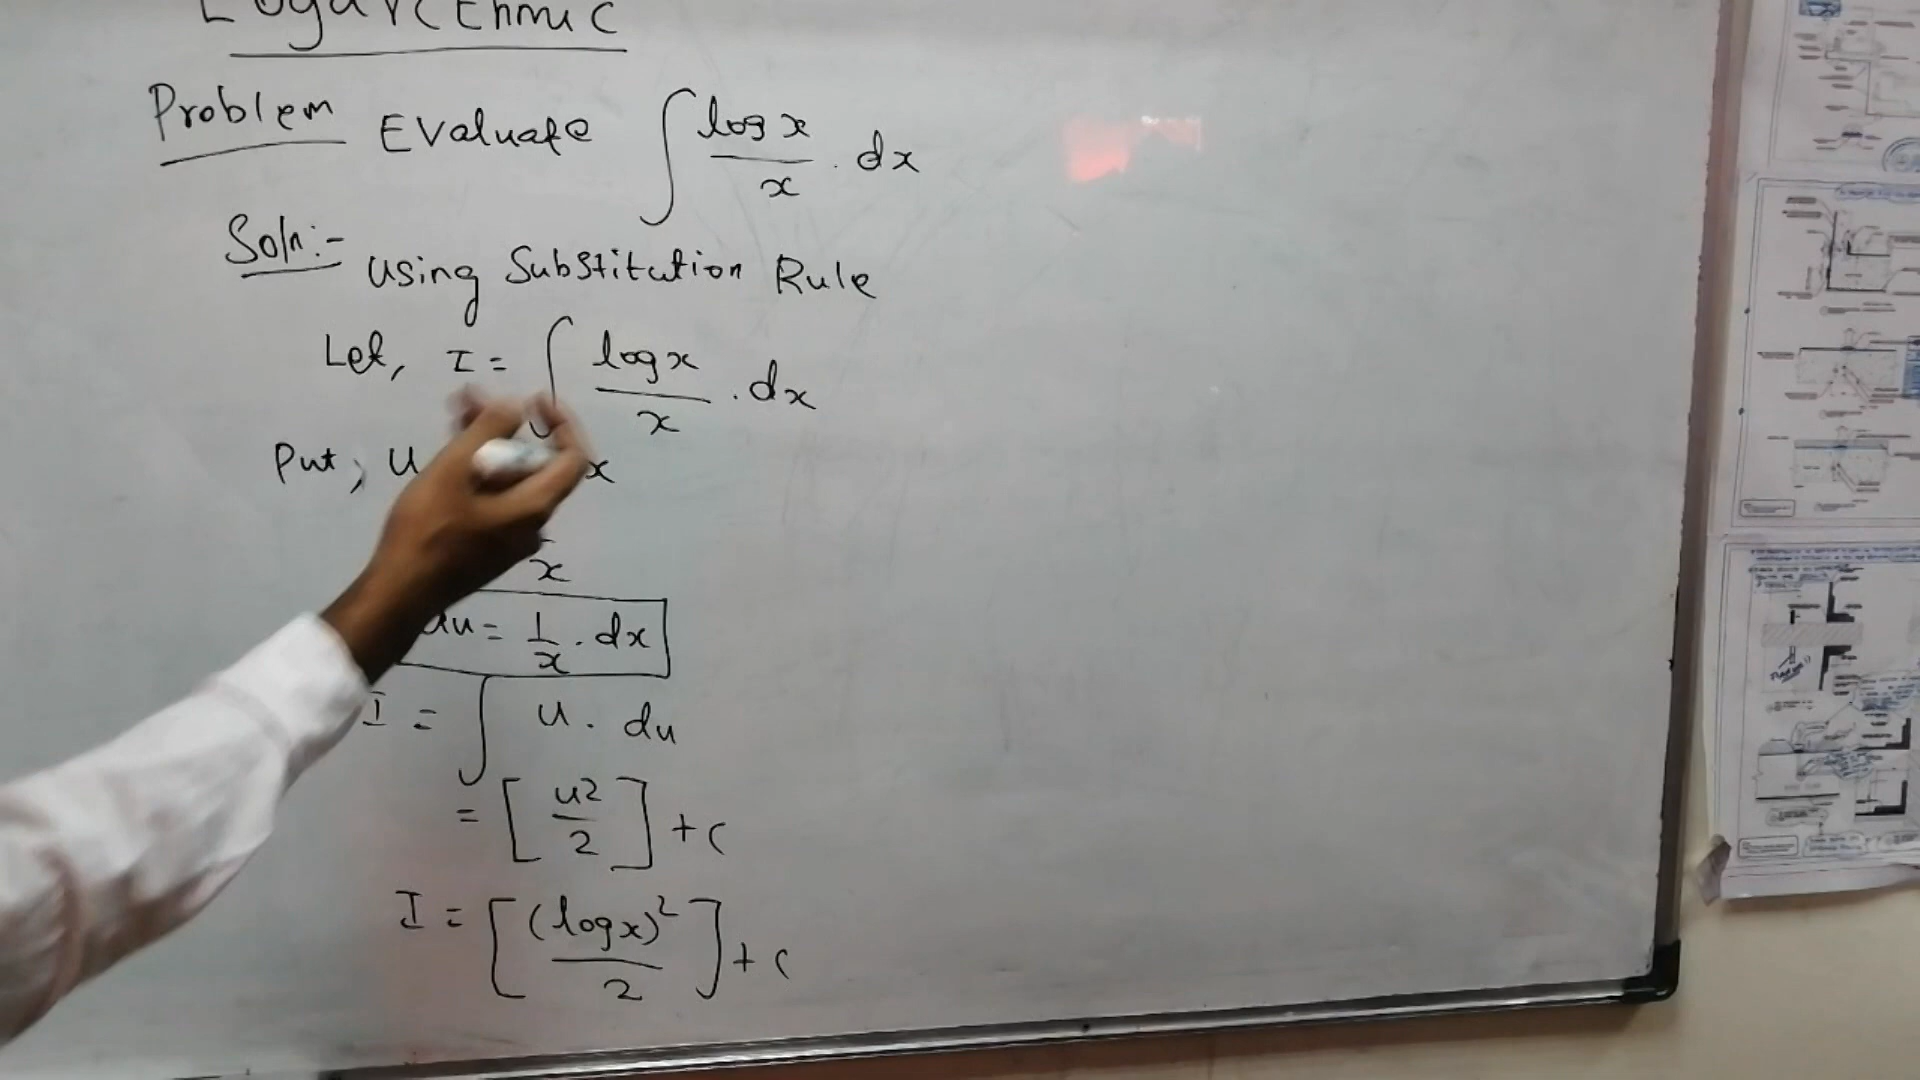 Logarithmic
Problem Evaluate ∫ log x / x . dx
Soln:- Using Substitution Rule
Let, I = ∫ log x / x . dx
Put, u x
x
du = 1/x . dx
I = ∫ u . du
= [u²/2] + c
I = [(log x)²/2] + c